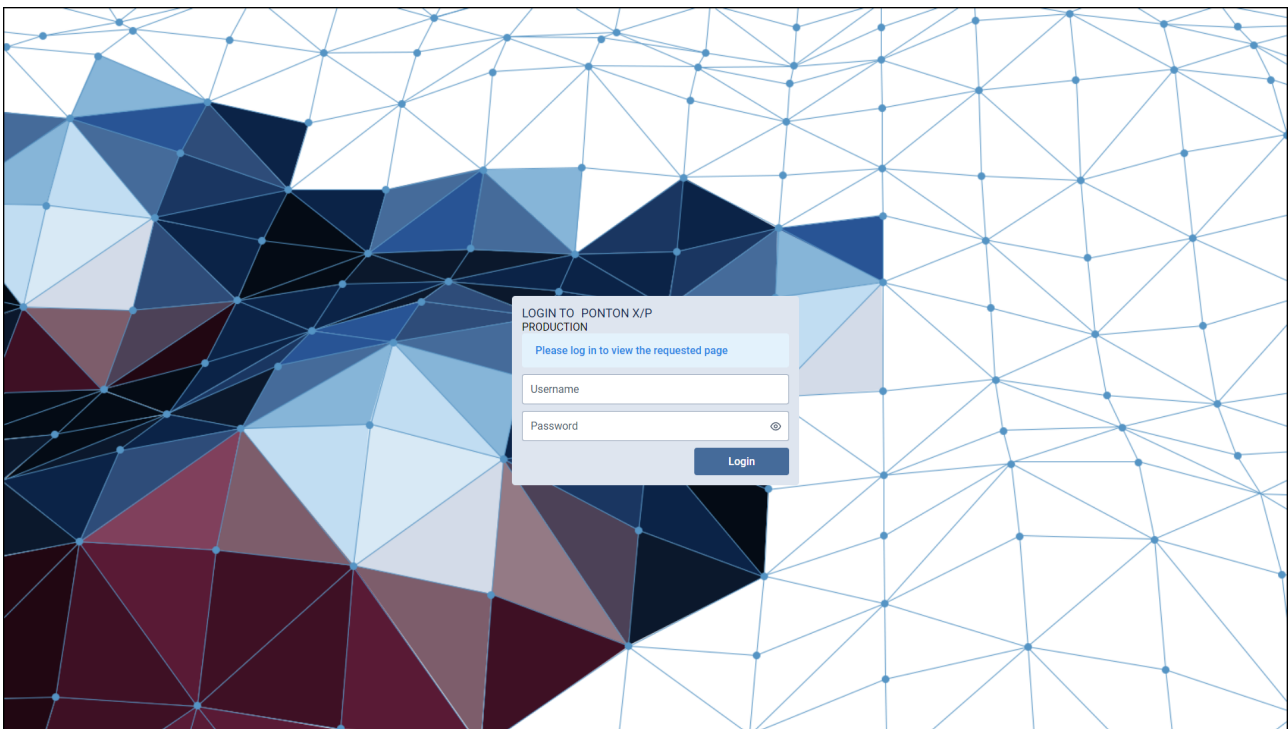 LOGIN TO PONTON X/P
PRODUCTION
Please log in to view the requested page
Username
Password
Login